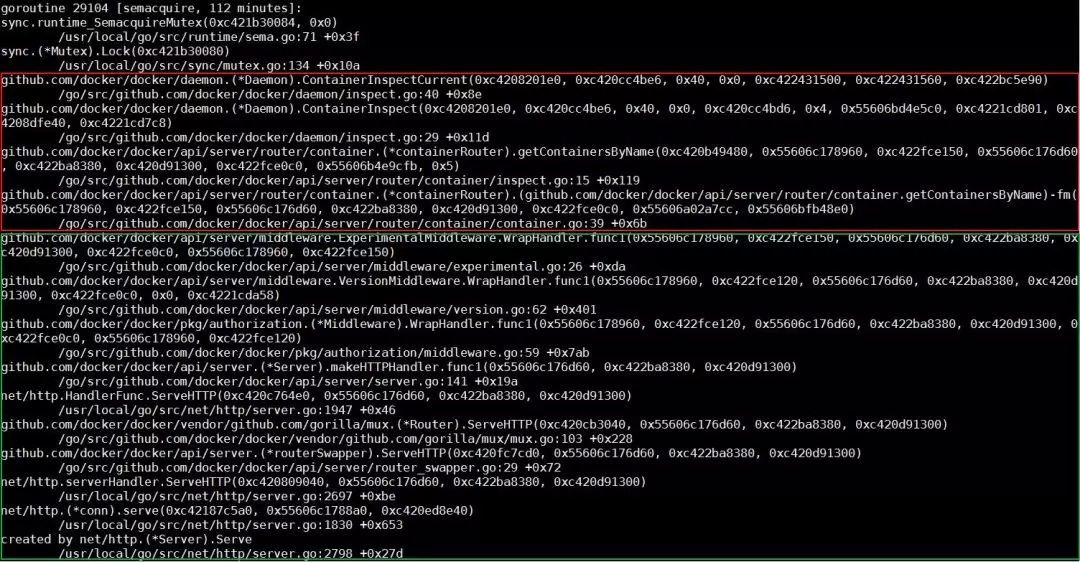 goroutine 29104 [semacquire, 112 minutes]:
sync.runtime_SemacquireMutex(0xc421b30084, 0x0)
/usr/local/go/src/runtime/sema.go:71 +0x3f
sync.(*Mutex).Lock(0xc421b30080)
/usr/local/go/src/sync/mutex.go:134 +0x10a
github.com/docker/docker/daemon.(*Daemon).ContainerInspectCurrent(0xc4208201e0, 0xc420cc4be6, 0x40, 0x0, 0xc422431500, 0xc422431560, 0xc422bc5e90)
/go/src/github.com/docker/docker/daemon/inspect.go:40 +0x8e
github.com/docker/docker/daemon.(*Daemon).ContainerInspect(0xc4208201e0, 0xc420cc4be6, 0x40, 0x0, 0xc420cc4bd6, 0x4, 0x55606bd4e5c0, 0xc4221cd801, 0xc
4208dfe40, 0xc4221cd7c8)
/go/src/github.com/docker/docker/daemon/inspect.go:29 +0x11d
github.com/docker/docker/api/server/router/container.(*containerRouter).getContainersByName(0xc420b49480, 0x55606c178960, 0xc422fce150, 0x55606c176d60
, 0xc422ba8380, 0xc420d91300, 0xc422fce0c0, 0x55606b4e9cfb, 0x5)
/go/src/github.com/docker/docker/api/server/router/container/inspect.go:15 +0x119
github.com/docker/docker/api/server/router/container.(*containerRouter).(github.com/docker/docker/api/server/router/container.getContainersByName)-fm(
0x55606c178960, 0xc422fce150, 0x55606c176d60, 0xc422ba8380, 0xc420d91300, 0xc422fce0c0, 0x55606a02a7cc, 0x55606bfb48e0)
/go/src/github.com/docker/docker/api/server/router/container/container.go:39 +0x6b
github.com/docker/docker/api/server/middleware.ExperimentalMiddleware.WrapHandler.func1(0x55606c178960, 0xc422fce150, 0x55606c176d60, 0xc422ba8380, 0x
c420d91300, 0xc422fce0c0, 0x55606c178960, 0xc422fce150)
/go/src/github.com/docker/docker/api/server/middleware/experimental.go:26 +0xda
github.com/docker/docker/api/server/middleware.VersionMiddleware.WrapHandler.func1(0x55606c178960, 0xc422fce120, 0x55606c176d60, 0xc422ba8380, 0xc420d
91300, 0xc422fce0c0, 0x0, 0xc4221cda58)
/go/src/github.com/docker/docker/api/server/middleware/version.go:62 +0x401
github.com/docker/docker/pkg/authorization.(*Middleware).WrapHandler.func1(0x55606c178960, 0xc422fce120, 0x55606c176d60, 0xc422ba8380, 0xc420d91300, 0
xc422fce0c0, 0x55606c178960, 0xc422fce120)
/go/src/github.com/docker/docker/pkg/authorization/middleware.go:59 +0x7ab
github.com/docker/docker/api/server.(*Server).makeHTTPHandler.func1(0x55606c176d60, 0xc422ba8380, 0xc420d91300)
/go/src/github.com/docker/docker/api/server/server.go:141 +0x19a
net/http.HandlerFunc.ServeHTTP(0xc420c764e0, 0x55606c176d60, 0xc422ba8380, 0xc420d91300)
/usr/local/go/src/net/http/server.go:1947 +0x46
github.com/docker/docker/vendor/github.com/gorilla/mux.(*Router).ServeHTTP(0xc420cb3040, 0x55606c176d60, 0xc422ba8380, 0xc420d91300)
/go/src/github.com/docker/docker/vendor/github.com/gorilla/mux/mux.go:103 +0x228
github.com/docker/docker/api/server.(*routerSwapper).ServeHTTP(0xc420fc7cd0, 0x55606c176d60, 0xc422ba8380, 0xc420d91300)
/go/src/github.com/docker/docker/api/server/router_swapper.go:29 +0x72
net/http.serverHandler.ServeHTTP(0xc420809040, 0x55606c176d60, 0xc422ba8380, 0xc420d91300)
/usr/local/go/src/net/http/server.go:2697 +0xbe
net/http.(*conn).serve(0xc42187c5a0, 0x55606c1788a0, 0xc420ed8e40)
/usr/local/go/src/net/http/server.go:1830 +0x653
created by net/http.(*Server).Serve
/usr/local/go/src/net/http/server.go:2798 +0x27d